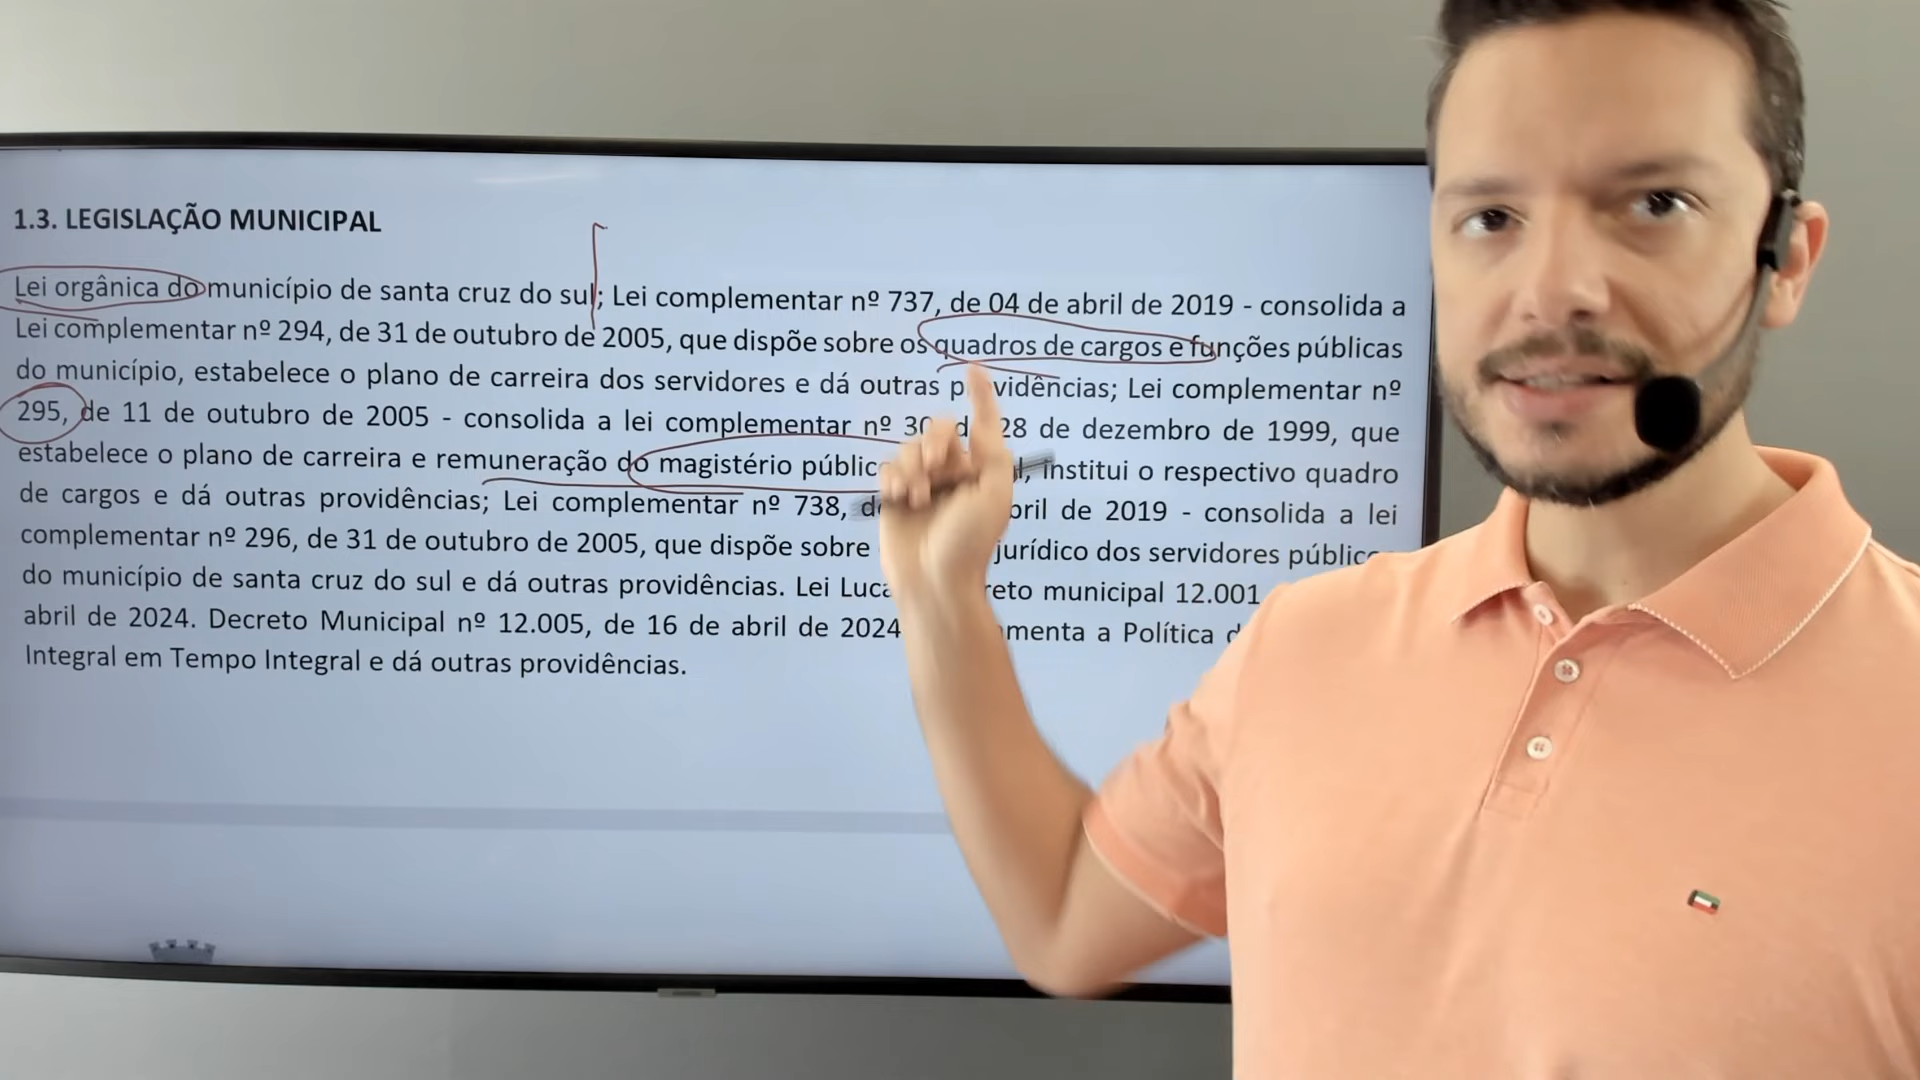 1.3. LEGISLAÇÃO MUNICIPAL
Lei orgânica do município de santa cruz do sul; Lei complementar nº 737, de 04 de abril de 2019 - consolida a
Lei complementar nº 294, de 31 de outubro de 2005, que dispõe sobre os quadros de cargos e funções públicas
do município, estabelece o plano de carreira dos servidores e dá outras providências; Lei complementar nº
295, de 11 de outubro de 2005 - consolida a lei complementar nº 28 de dezembro de 1999, que
estabelece o plano de carreira e remuneração do magistério institui o respectivo quadro
de cargos e dá outras providências; Lei complementar nº 738, de 2019 - consolida a lei
complementar nº 296, de 31 de outubro de 2005, que dispõe sobre jurídico dos servidores
do município de santa cruz do sul e dá outras providências. Lei municipal 12.001
abril de 2024. Decreto Municipal nº 12.005, de 16 de abril de 2024 a Política
Integral em Tempo Integral e dá outras providências.